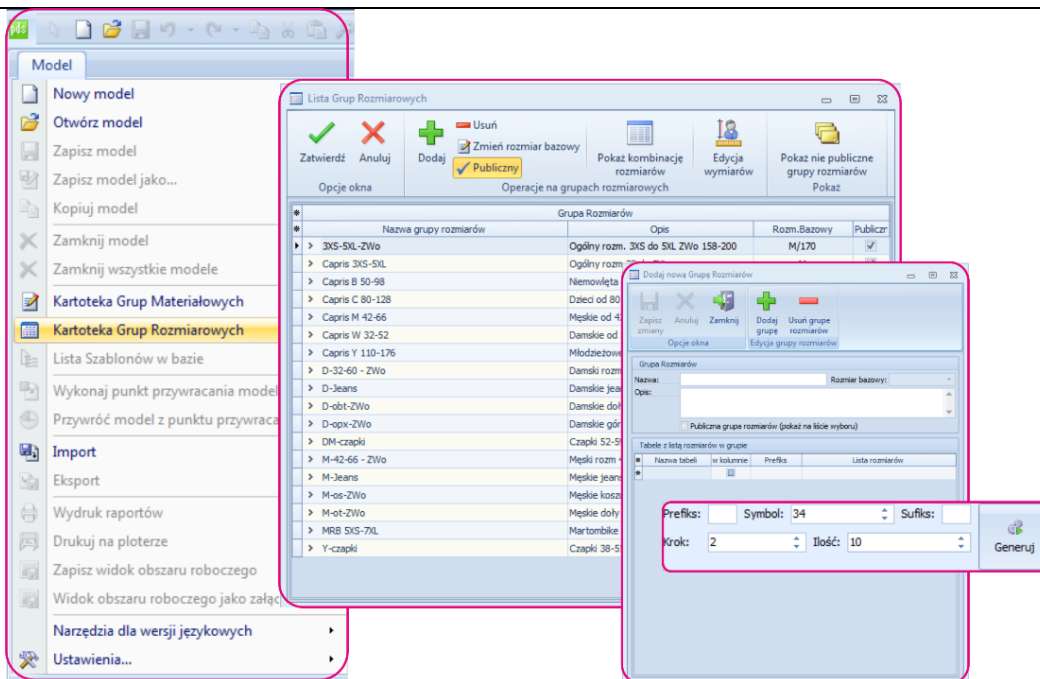 pds
Model
Nowy model
Otwórz model
Zapisz model
Zapisz model jako...
Kopiuj model
Zamknij model
Zamknij wszystkie modele
Kartoteka Grup Materiałowych
Kartoteka Grup Rozmiarowych
Lista Szablonów w bazie
Wykonaj punkt przywracania model
Przywróć model z punktu przywraca
Import
Eksport
Wydruk raportów
Drukuj na ploterze
Zapisz widok obszaru roboczego
Widok obszaru roboczego jako załąc
Narzędzia dla wersji językowych
Ustawienia...
Lista Grup Rozmiarowych
Zatwierdź Anuluj Dodaj Usuń
Zmień rozmiar bazowy
Publiczny
Pokaż kombinację rozmiarów
Edycja wymiarów
Pokaż nie publiczne grupy rozmiarów
Opcje okna Operacje na grupach rozmiarowych Pokaż
Grupa Rozmiarów
Nazwa grupy rozmiarów Opis Rozm.Bazowy Publiczr
3XS-5XL-ZWo Ogólny rozm. 3XS do 5XL ZWo 158-200 M/170
Capris 3XS-5XL Ogólny rozm
Capris B 50-98 Niemowlęta
Capris C 80-128 Dzieci od 80
Capris M 42-66 Męskie od 4
Capris W 32-52 Damskie od
Capris Y 110-176 Młodzieżowe
D-32-60 - ZWo Damski rozm
D-Jeans Damskie jea
D-obt-ZWo Damskie doł
D-opx-ZWo Damskie gór
DM-czapki Czapki 52-5
M-42-66 - ZWo Męski rozm 4
M-Jeans Męskie jeans
M-os-ZWo Męskie kosz
M-ot-ZWo Męskie doły
MRB 5XS-7XL Martombike
Y-czapki Czapki 38-5
Dodaj nową Grupę Rozmiarów
Zapisz zmiany Anuluj Zamknij Dodaj grupę Usuń grupe rozmiarów
Opcje okna Edycja grupy rozmiarów
Grupa Rozmiarów
Nazwa: Rozmiar bazowy:
Opis:
Publiczna grupa rozmiarów (pokaż na liście wyboru)
Tabele z listą rozmiarów w grupie
Nazwa tabeli w kolumnie Prefiks Lista rozmiarów
Prefiks: Symbol: 34 Sufiks:
Krok: 2 Ilość: 10 Generuj